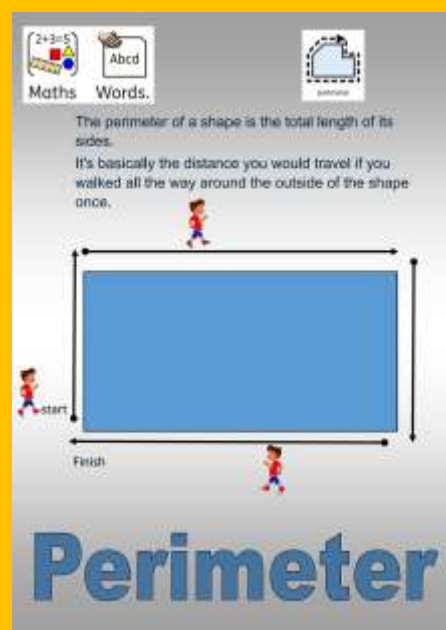 2+3=5
Abcd
Maths Words.
perimeter
The perimeter of a shape is the total length of its
sides.
It's basically the distance you would travel if you
walked all the way around the outside of the shape
once.
start
Finish
Perimeter